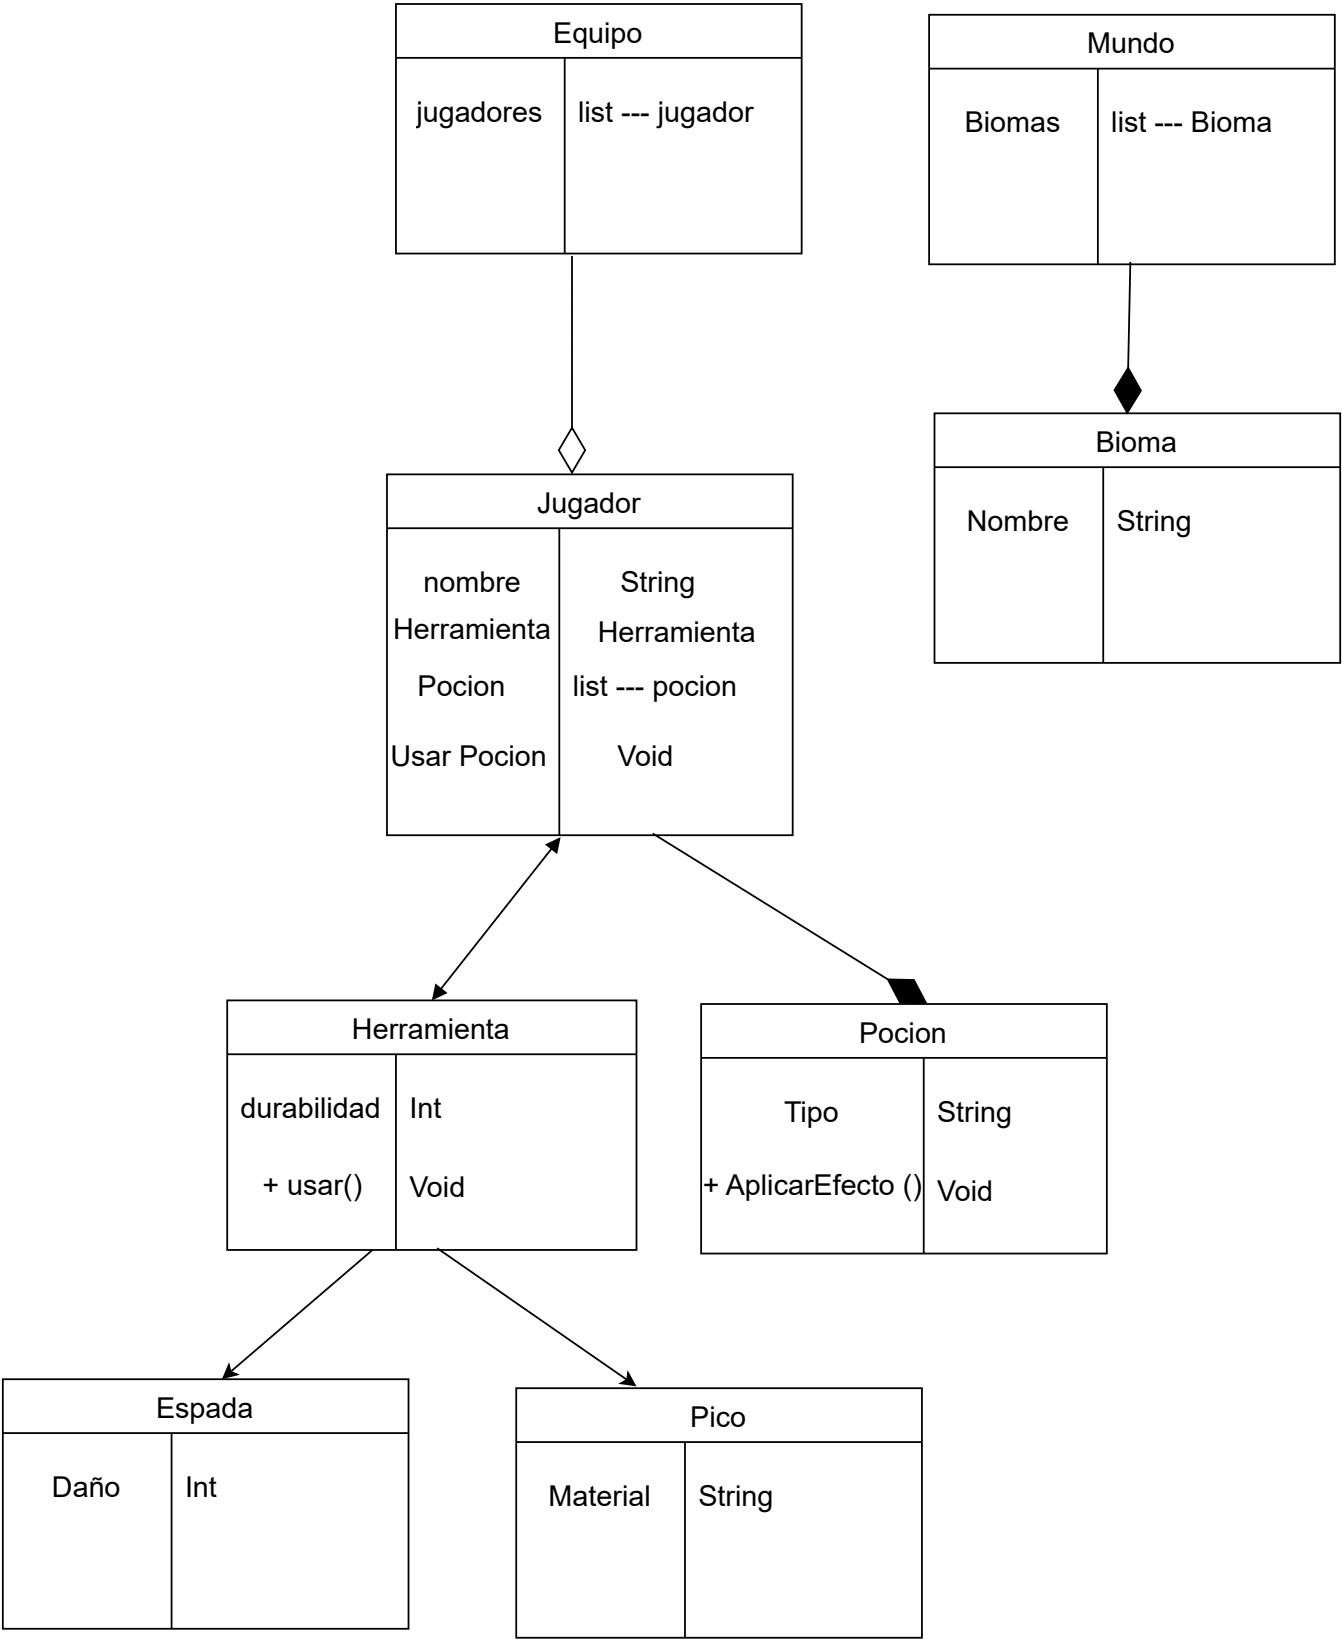 Equipo
jugadores list --- jugador
Mundo
Biomas list --- Bioma
Bioma
Nombre String
Jugador
nombre String
Herramienta Herramienta
Pocion list --- pocion
Usar Pocion Void
Herramienta
durabilidad Int
+ usar() Void
Pocion
Tipo String
+ AplicarEfecto () Void
Espada
Daño Int
Pico
Material String